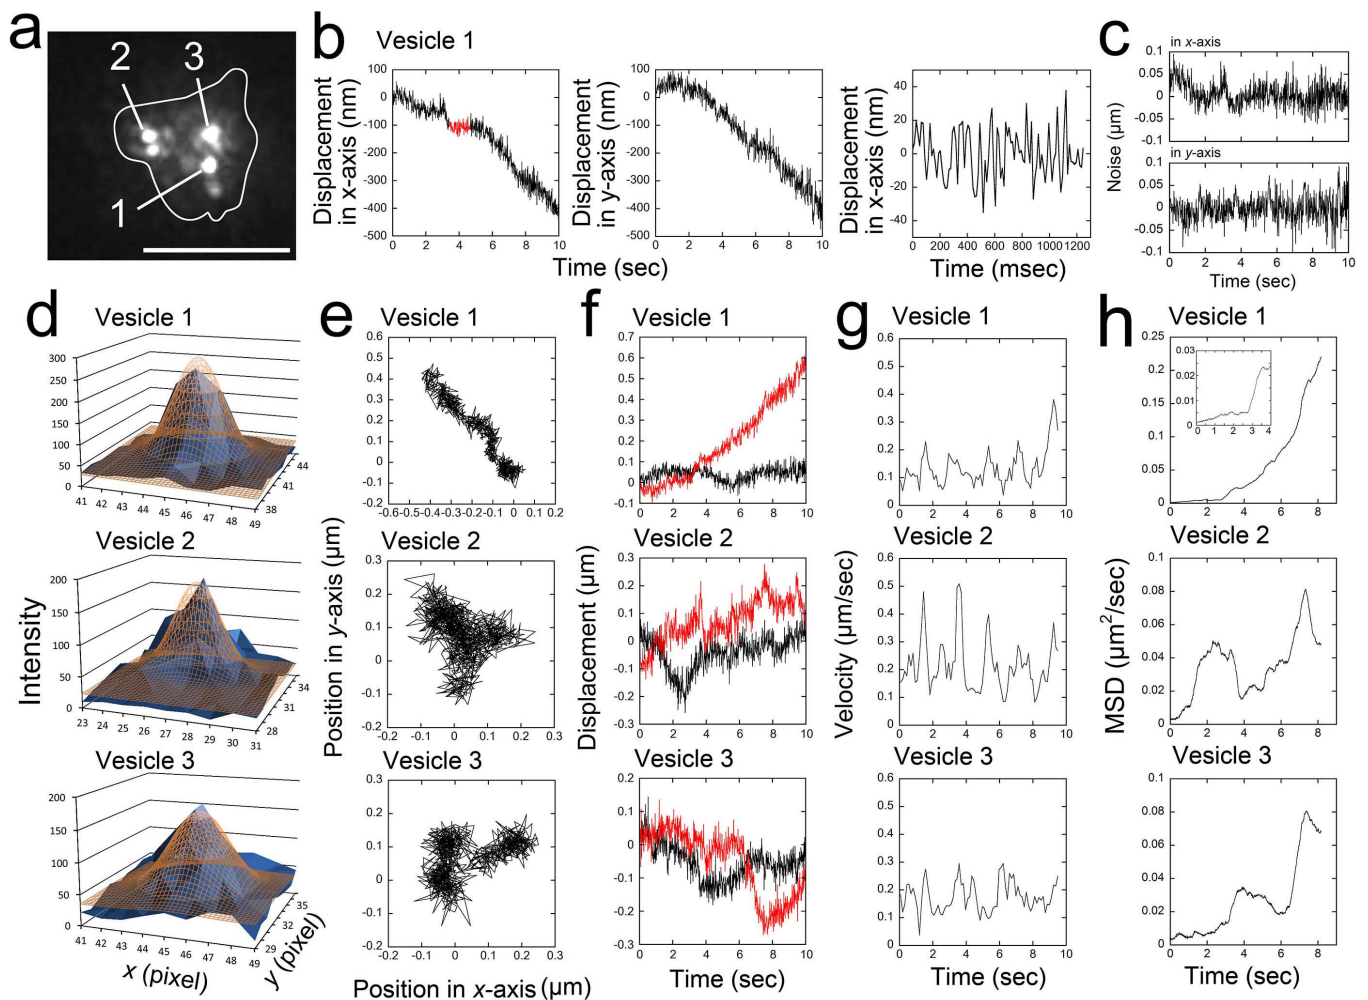 a
2
3
1
b
Vesicle 1
Displacement
in x-axis (nm)
100
0
-100
-200
-300
-400
-500
0 2 4 6 8 10
Displacement
in y-axis (nm)
100
0
-100
-200
-300
-400
-500
0 2 4 6 8 10
Time (sec)
Displacement
in x-axis (nm)
40
20
0
-20
-40
0 200 400 600 800 1000 1200
Time (msec)
c
in x-axis
0.1
0.05
0
-0.05
-0.1
in y-axis
0.1
0.05
0
-0.05
-0.1
Noise (μm)
0 2 4 6 8 10
Time (sec)
d
Vesicle 1
300
250
200
150
100
50
0
41 42 43 44 45 46 47 48 49
38
41
44
Vesicle 2
200
150
100
50
0
23 24 25 26 27 28 29 30 31
28
31
34
Vesicle 3
200
150
100
50
0
41 42 43 44 45 46 47 48 49
29
32
35
Intensity
x (pixel)
y (pixel)
e
Vesicle 1
0.6
0.5
0.4
0.3
0.2
0.1
0
-0.1
-0.2
-0.6 -0.5 -0.4 -0.3 -0.2 -0.1 0 0.1 0.2
Vesicle 2
0.3
0.2
0.1
0
-0.1
-0.2
-0.2 -0.1 0 0.1 0.2 0.3
Vesicle 3
0.3
0.2
0.1
0
-0.1
-0.2
-0.2 -0.1 0 0.1 0.2 0.3
Position in y-axis (μm)
Position in x-axis (μm)
f
Vesicle 1
0.7
0.6
0.5
0.4
0.3
0.2
0.1
0
-0.1
0 2 4 6 8 10
Vesicle 2
0.3
0.2
0.1
0
-0.1
-0.2
-0.3
0 2 4 6 8 10
Vesicle 3
0.2
0.1
0
-0.1
-0.2
-0.3
0 2 4 6 8 10
Displacement (μm)
Time (sec)
g
Vesicle 1
0.6
0.5
0.4
0.3
0.2
0.1
0
0 2 4 6 8 10
Vesicle 2
0.6
0.5
0.4
0.3
0.2
0.1
0
0 2 4 6 8 10
Vesicle 3
0.6
0.5
0.4
0.3
0.2
0.1
0
0 2 4 6 8 10
Velocity (μm/sec)
Time (sec)
h
Vesicle 1
0.25
0.2
0.15
0.1
0.05
0
0.03
0.02
0.01
0
0 1 2 3 4
0 2 4 6 8
Vesicle 2
0.1
0.08
0.06
0.04
0.02
0
0 2 4 6 8
Vesicle 3
0.1
0.08
0.06
0.04
0.02
0
0 2 4 6 8
MSD (μm²/sec)
Time (sec)